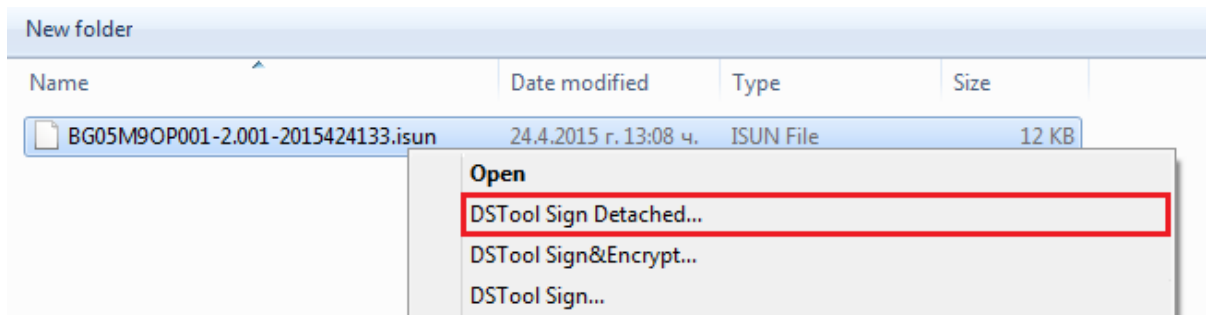 New folder
Name Date modified Type Size
BG05M9OP001-2.001-2015424133.isun 24.4.2015 г. 13:08 ч. ISUN File 12 KB
Open
DSTool Sign Detached...
DSTool Sign&Encrypt...
DSTool Sign...